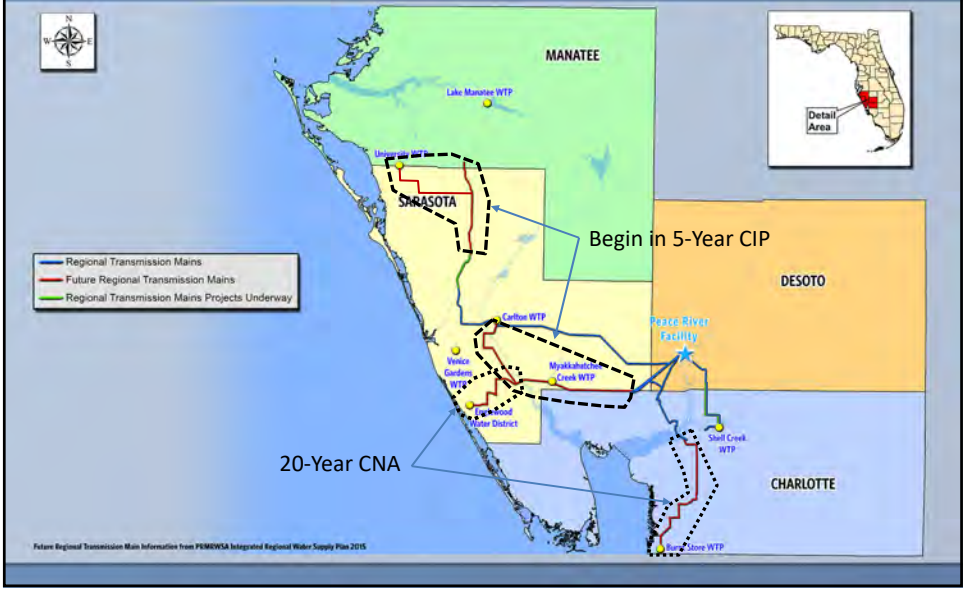 N
W
E
S
MANATEE
Lake Manatee WTP
Detail
Area
University WTP
SARASOTA
Begin in 5-Year CIP
Regional Transmission Mains
Future Regional Transmission Mains
Regional Transmission Mains Projects Underway
DESOTO
Carlton WTP
Peace River
Facility
Venice
Gardens
WTP
Myakkahatchee
Creek WTP
Englewood
Water District
Shell Creek
WTP
20-Year CNA
CHARLOTTE
Future Regional Transmission Main Information from PRMRWSA Integrated Regional Water Supply Plan 2015
Burnt Store WTP